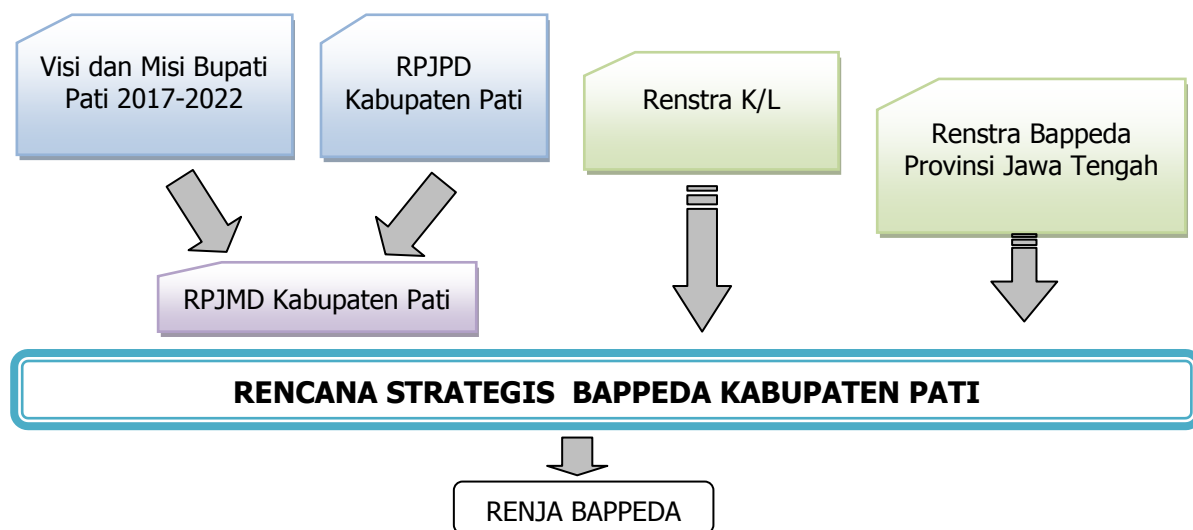 Visi dan Misi Bupati
Pati 2017-2022
RPJPD
Kabupaten Pati
Renstra K/L
Renstra Bappeda
Provinsi Jawa Tengah
RPJMD Kabupaten Pati
RENCANA STRATEGIS BAPPEDA KABUPATEN PATI
RENJA BAPPEDA